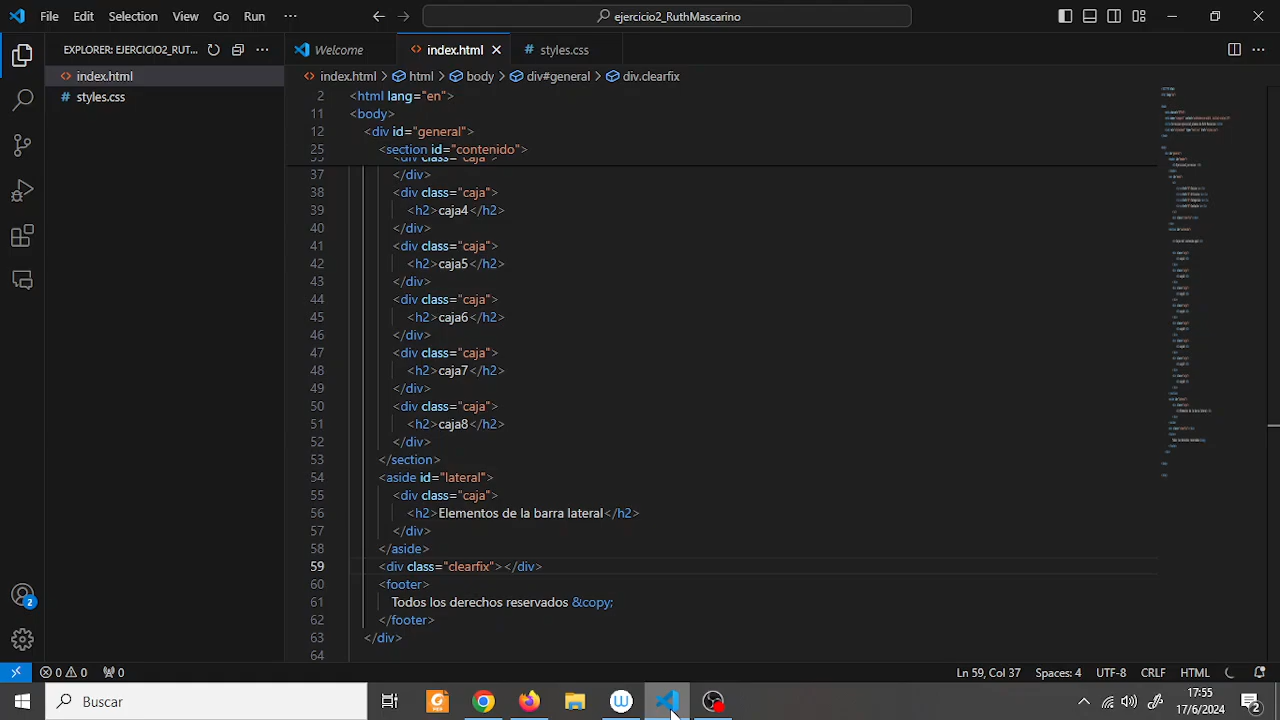 File Edit Selection View Go Run ··· ejercicio2_RuthMascarino
EXPLORER: EJERCICIO2_RUT...
index.html
styles.css
Welcome index.html styles.css
index.html > html > body > div#general > div.clearfix
2 <html lang="en">
11 <body>
12 <div id="general">
25 <section id="contenido">
<div class="caja">
37 </div>
38 <div class="caja">
39 <h2>caja4</h2>
40 </div>
41 <div class="caja">
42 <h2>caja5</h2>
43 </div>
44 <div class="caja">
45 <h2>caja6</h2>
46 </div>
47 <div class="caja">
48 <h2>caja7</h2>
49 </div>
50 <div class="caja">
51 <h2>caja8</h2>
52 </div>
53 </section>
54 <aside id="lateral">
55 <div class="caja">
56 <h2>Elementos de la barra lateral</h2>
57 </div>
58 </aside>
59 <div class="clearfix"></div>
60 <footer>
61 Todos los derechos reservados &copy;
62 </footer>
63 </div>
64
2
0 0 0 Ln 59, Col 37 Spaces: 4 UTF-8 CRLF HTML
Buscar
17:55
17/6/2024
2